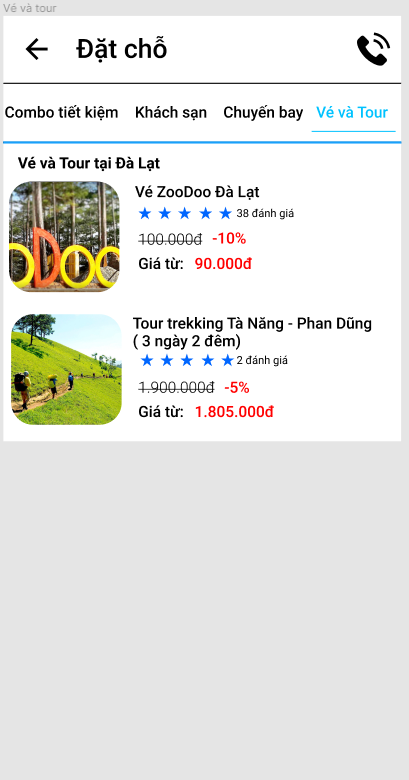 Vé và tour
Đặt chỗ
Combo tiết kiệm Khách sạn Chuyến bay Vé và Tour
Vé và Tour tại Đà Lạt
ooDoo
Vé ZooDoo Đà Lạt
38 đánh giá
100.000đ -10%
Giá từ: 90.000đ
Tour trekking Tà Năng - Phan Dũng
( 3 ngày 2 đêm)
2 đánh giá
1.900.000đ -5%
Giá từ: 1.805.000đ